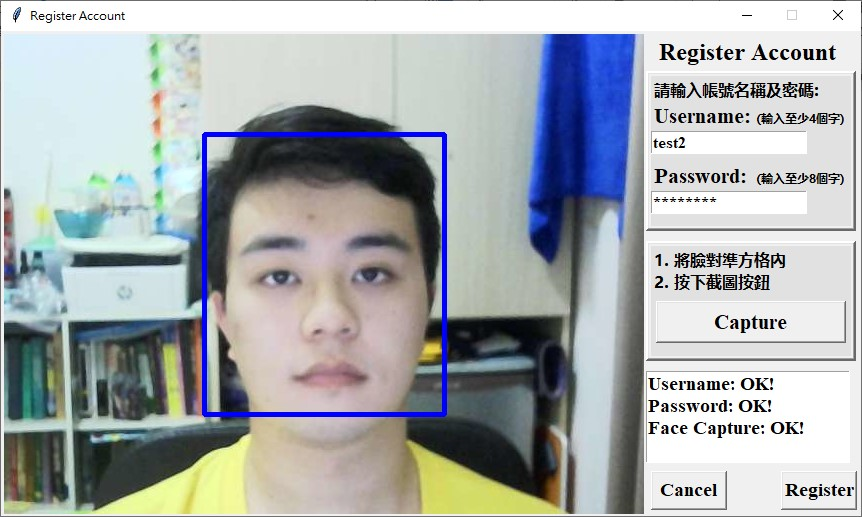 Register Account
Register Account
請輸入帳號名稱及密碼:
Username: (輸入至少4個字)
test2
Password: (輸入至少8個字)
********
1. 將臉對準方格內
2. 按下截圖按鈕
Capture
Username: OK!
Password: OK!
Face Capture: OK!
Cancel
Register